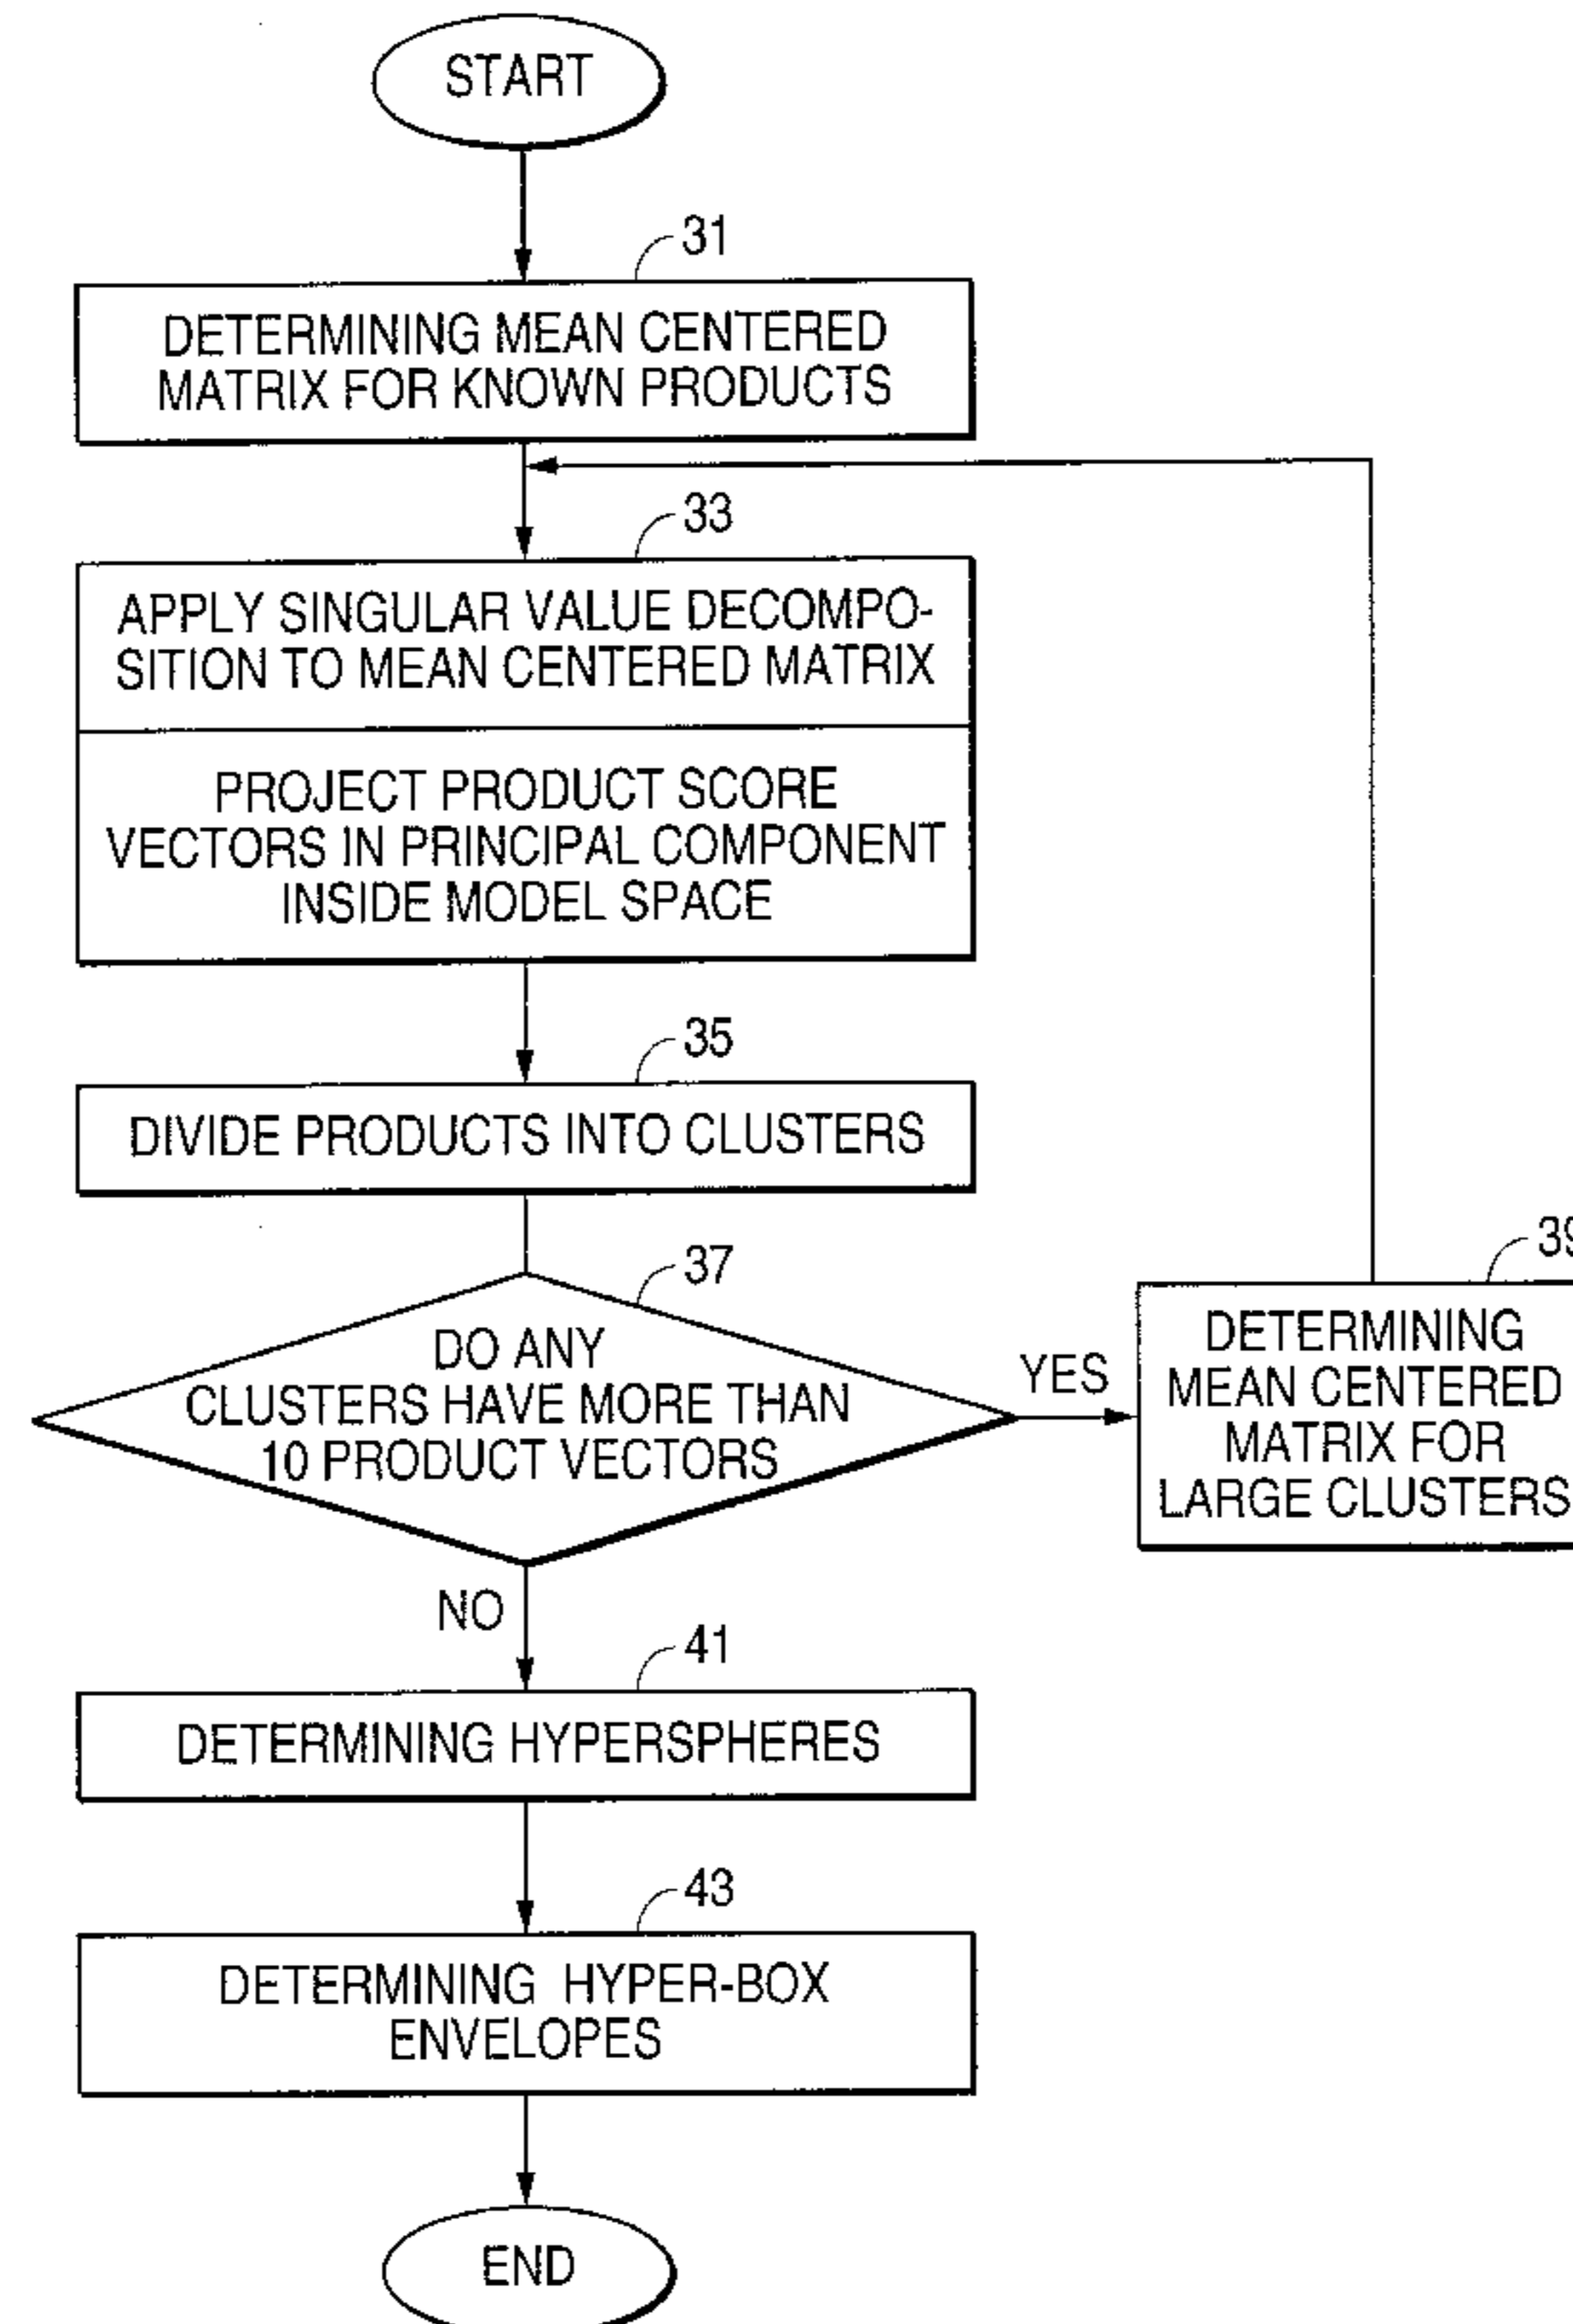 START
31
DETERMINING MEAN CENTERED
MATRIX FOR KNOWN PRODUCTS
33
APPLY SINGULAR VALUE DECOMPO-
SITION TO MEAN CENTERED MATRIX
PROJECT PRODUCT SCORE
VECTORS IN PRINCIPAL COMPONENT
INSIDE MODEL SPACE
35
DIVIDE PRODUCTS INTO CLUSTERS
37
DO ANY
CLUSTERS HAVE MORE THAN
10 PRODUCT VECTORS
YES
39
DETERMINING
MEAN CENTERED
MATRIX FOR
LARGE CLUSTERS
NO
41
DETERMINING HYPERSPHERES
43
DETERMINING HYPER-BOX
ENVELOPES
END